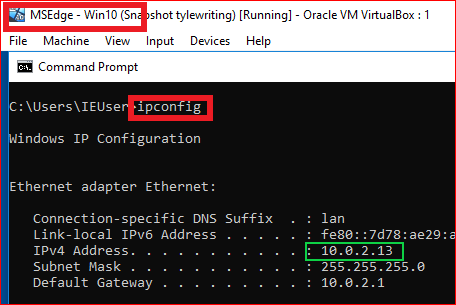 MSEdge - Win10 (Snapshot tylewriting) [Running] - Oracle VM VirtualBox : 1
File Machine View Input Devices Help
Command Prompt
C:\Users\IEUser>ipconfig
Windows IP Configuration
Ethernet adapter Ethernet:
Connection-specific DNS Suffix . : lan
Link-local IPv6 Address . . . . . : fe80::7d78:ae29:a
IPv4 Address. . . . . . . . . . . : 10.0.2.13
Subnet Mask . . . . . . . . . . . : 255.255.255.0
Default Gateway . . . . . . . . . : 10.0.2.1